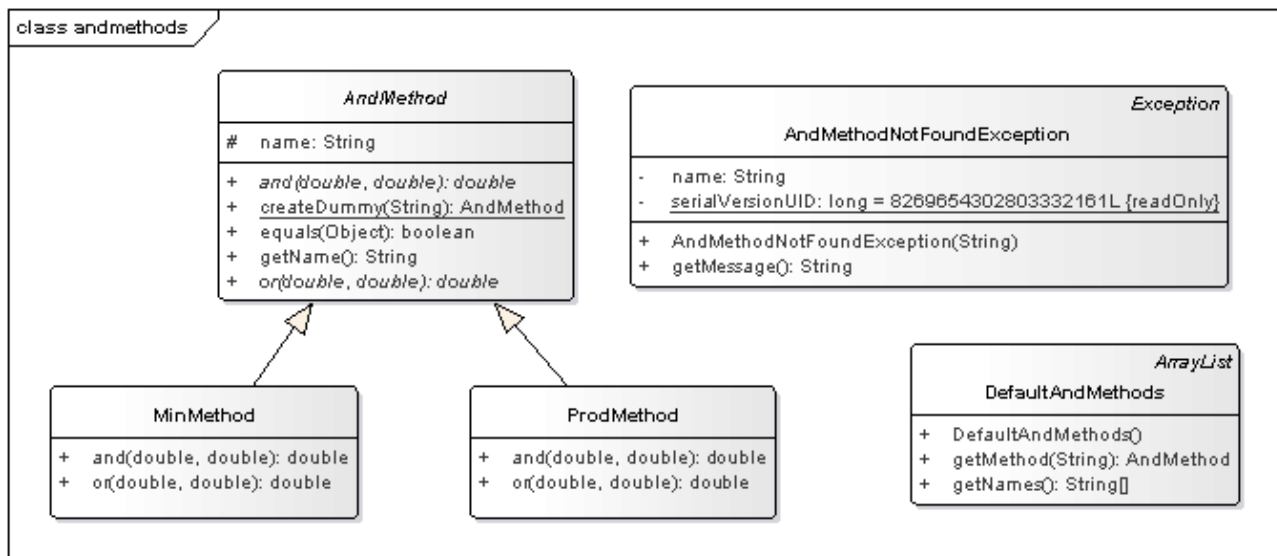 class andmethods
AndMethod
# name: String
+ and(double, double): double
+ createDummy(String): AndMethod
+ equals(Object): boolean
+ getName(): String
+ or(double, double): double
Exception
AndMethodNotFoundException
- name: String
- serialVersionUID: long = 8269654302803332161L {readOnly}
+ AndMethodNotFoundException(String)
+ getMessage(): String
MinMethod
+ and(double, double): double
+ or(double, double): double
ProdMethod
+ and(double, double): double
+ or(double, double): double
ArrayList
DefaultAndMethods
+ DefaultAndMethods()
+ getMethod(String): AndMethod
+ getNames(): String[]